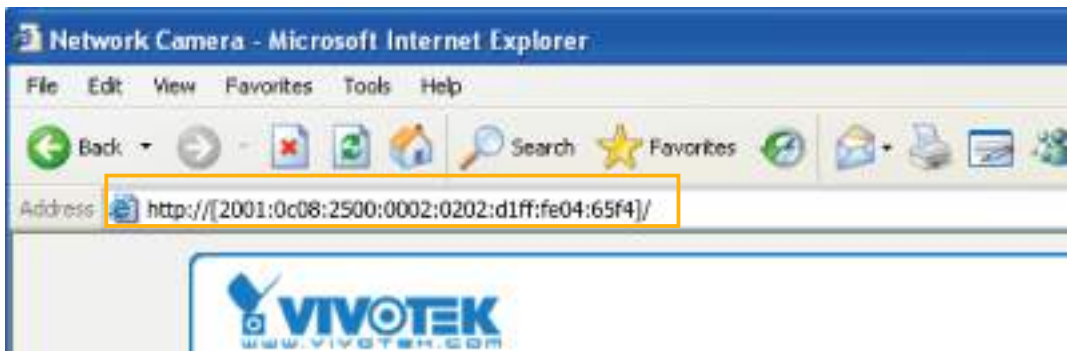 Network Camera - Microsoft Internet Explorer
File Edit View Favorites Tools Help
Back Search Favorites
Address http://[2001:0c08:2500:0002:0202:d1ff:fe04:65f4]/
VIVOTEK
www.vivotek.com